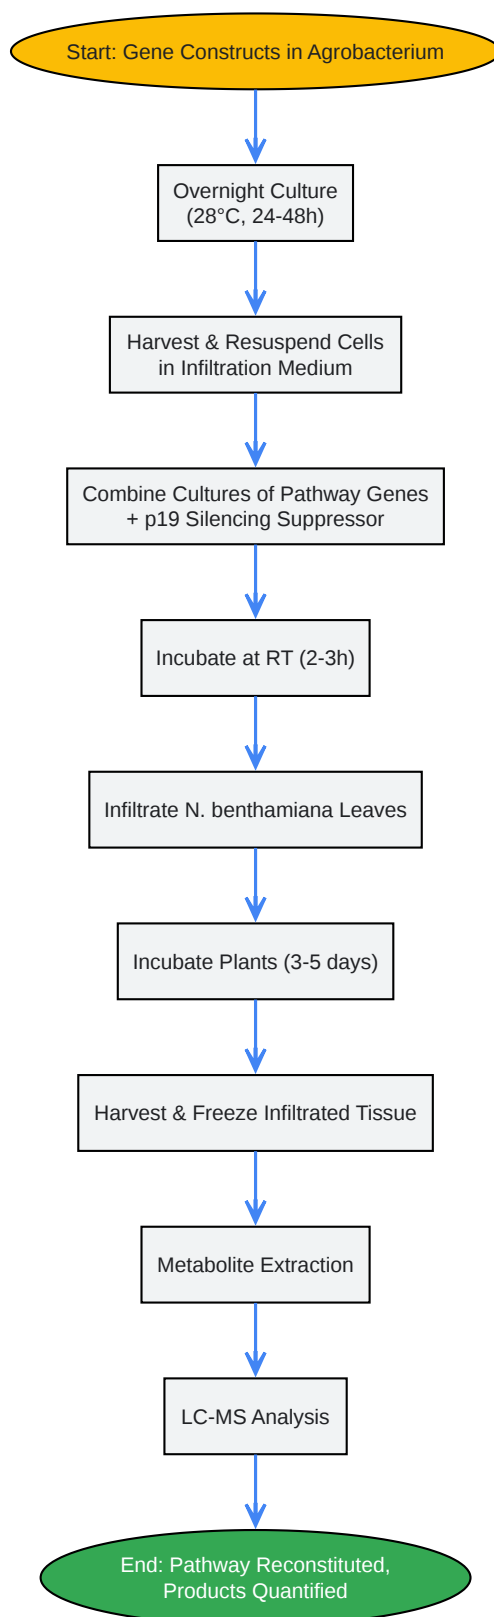 Start: Gene Constructs in Agrobacterium
Overnight Culture
(28°C, 24-48h)
Harvest & Resuspend Cells
in Infiltration Medium
Combine Cultures of Pathway Genes
+ p19 Silencing Suppressor
Incubate at RT (2-3h)
Infiltrate N. benthamiana Leaves
Incubate Plants (3-5 days)
Harvest & Freeze Infiltrated Tissue
Metabolite Extraction
LC-MS Analysis
End: Pathway Reconstituted,
Products Quantified